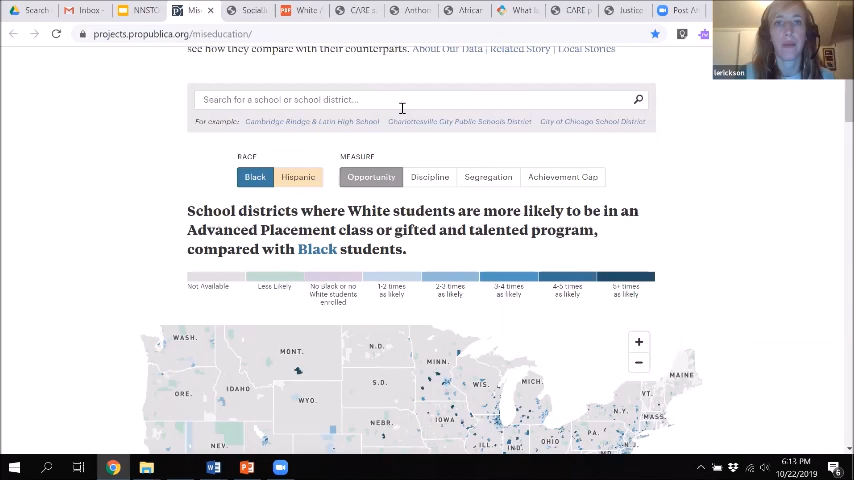 Search
Inbox -
NNSTO
Mis
Sociali
White A
CARE s
Anthor
Africar
What I
CARE p
Justice
Post At
projects.propublica.org/miseducation/
see how they compare with their counterparts. About Our Data | Related Story | Local Stories
lerickson
Search for a school or school district...
For example: Cambridge Rindge & Latin High School Charlottesville City Public Schools District City of Chicago School District
RACE MEASURE
Black Hispanic Opportunity Discipline Segregation Achievement Gap
School districts where White students are more likely to be in an
Advanced Placement class or gifted and talented program,
compared with Black students.
Not Available
Less Likely
No Black or no
White students
enrolled
1-2 times
as likely
2-3 times
as likely
3-4 times
as likely
4-5 times
as likely
5+ times
as likely
WASH.
MONT.
N.D.
MINN.
MAINE
ORE.
IDAHO
WYO.
S.D.
WIS.
MICH.
VT.
N.Y.
MASS.
NEV.
NEBR.
IOWA
ILL.
IND.
OHIO
PA.
N.J.
MD.
+
−
6:13 PM
10/22/2019
6